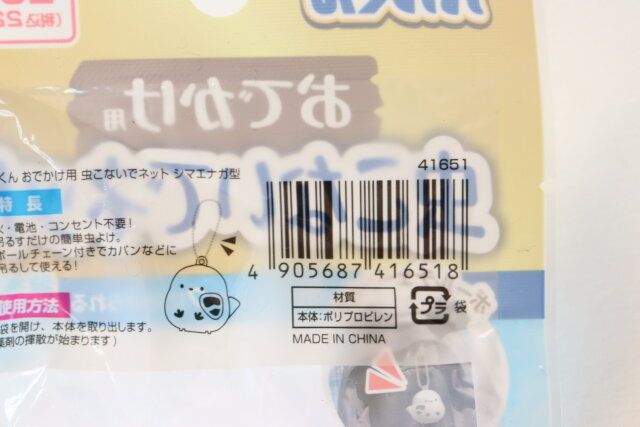 おでかけ用
虫こないで
41651
くん おでかけ用 虫こないでネット シマエナガ型
特 長
・電池・コンセント不要!
吊るすだけの簡単虫よけ。
ボールチェーン付きでカバンなどに
吊るして使える!
4 905687 416518
材質
本体:ポリプロピレン
プラ 袋
MADE IN CHINA
使用方法
袋を開け、本体を取り出します。
薬剤の揮散が始まります)